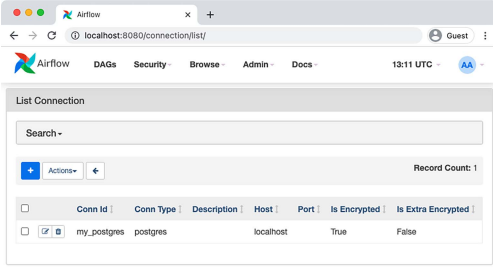 Airflow
localhost:8080/connection/list/
Guest
Airflow DAGs Security Browse Admin Docs 13:11 UTC AA
List Connection
Search
Actions Record Count: 1
Conn Id Conn Type Description Host Port Is Encrypted Is Extra Encrypted
my_postgres postgres localhost True False